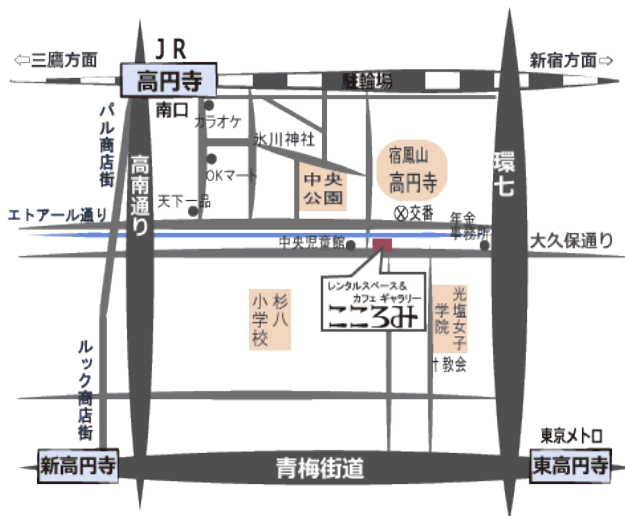 JR
⇦三鷹方面
高円寺
新宿方面⇨
駐輪場
南口
パル商店街
カラオケ
氷川神社
高南通り
OKマート
中央
公園
宿鳳山
高円寺
環七
天下一品
エトアール通り
交番
年金
事務所
中央児童館
大久保通り
レンタルスペース&
カフェ ギャラリー
こころみ
杉八
小学校
光塩女子
学院
教会
ルック商店街
東京メトロ
新高円寺
青梅街道
東高円寺